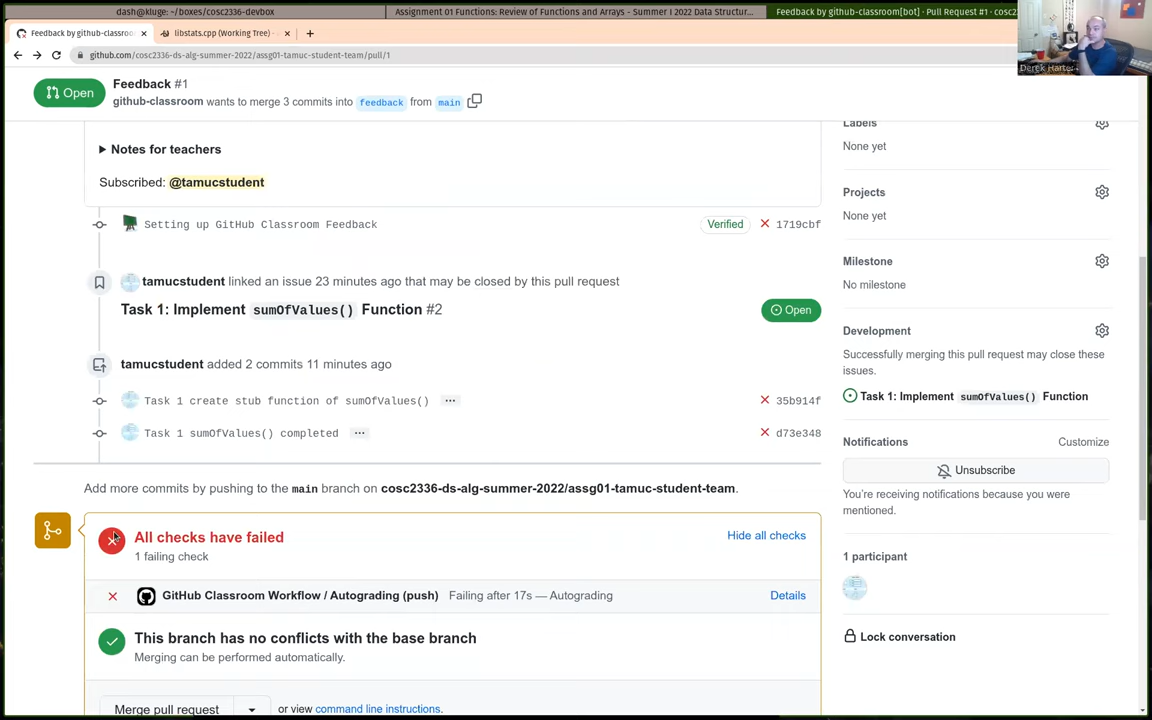 dash@kluge: ~/boxes/cosc2336-devbox
Assignment 01 Functions: Review of Functions and Arrays – Summer I 2022 Data Structur...
Feedback by github-classroom[bot] · Pull Request #1 · cosc2
Feedback by github-classroo
libstats.cpp (Working Tree) -
github.com/cosc2336-ds-alg-summer-2022/assg01-tamuc-student-team/pull/1
Derek Harter
Open
Feedback #1
github-classroom wants to merge 3 commits into feedback from main
Notes for teachers
Subscribed: @tamucstudent
Setting up GitHub Classroom Feedback
Verified
1719cbf
tamucstudent linked an issue 23 minutes ago that may be closed by this pull request
Task 1: Implement sumOfValues() Function #2
Open
tamucstudent added 2 commits 11 minutes ago
Task 1 create stub function of sumOfValues() ...
35b914f
Task 1 sumOfValues() completed ...
d73e348
Add more commits by pushing to the main branch on cosc2336-ds-alg-summer-2022/assg01-tamuc-student-team.
All checks have failed
Hide all checks
1 failing check
GitHub Classroom Workflow / Autograding (push) Failing after 17s — Autograding
Details
This branch has no conflicts with the base branch
Merging can be performed automatically.
Merge pull request
or view command line instructions.
Labels
None yet
Projects
None yet
Milestone
No milestone
Development
Successfully merging this pull request may close these
issues.
Task 1: Implement sumOfValues() Function
Notifications
Customize
Unsubscribe
You're receiving notifications because you were
mentioned.
1 participant
Lock conversation